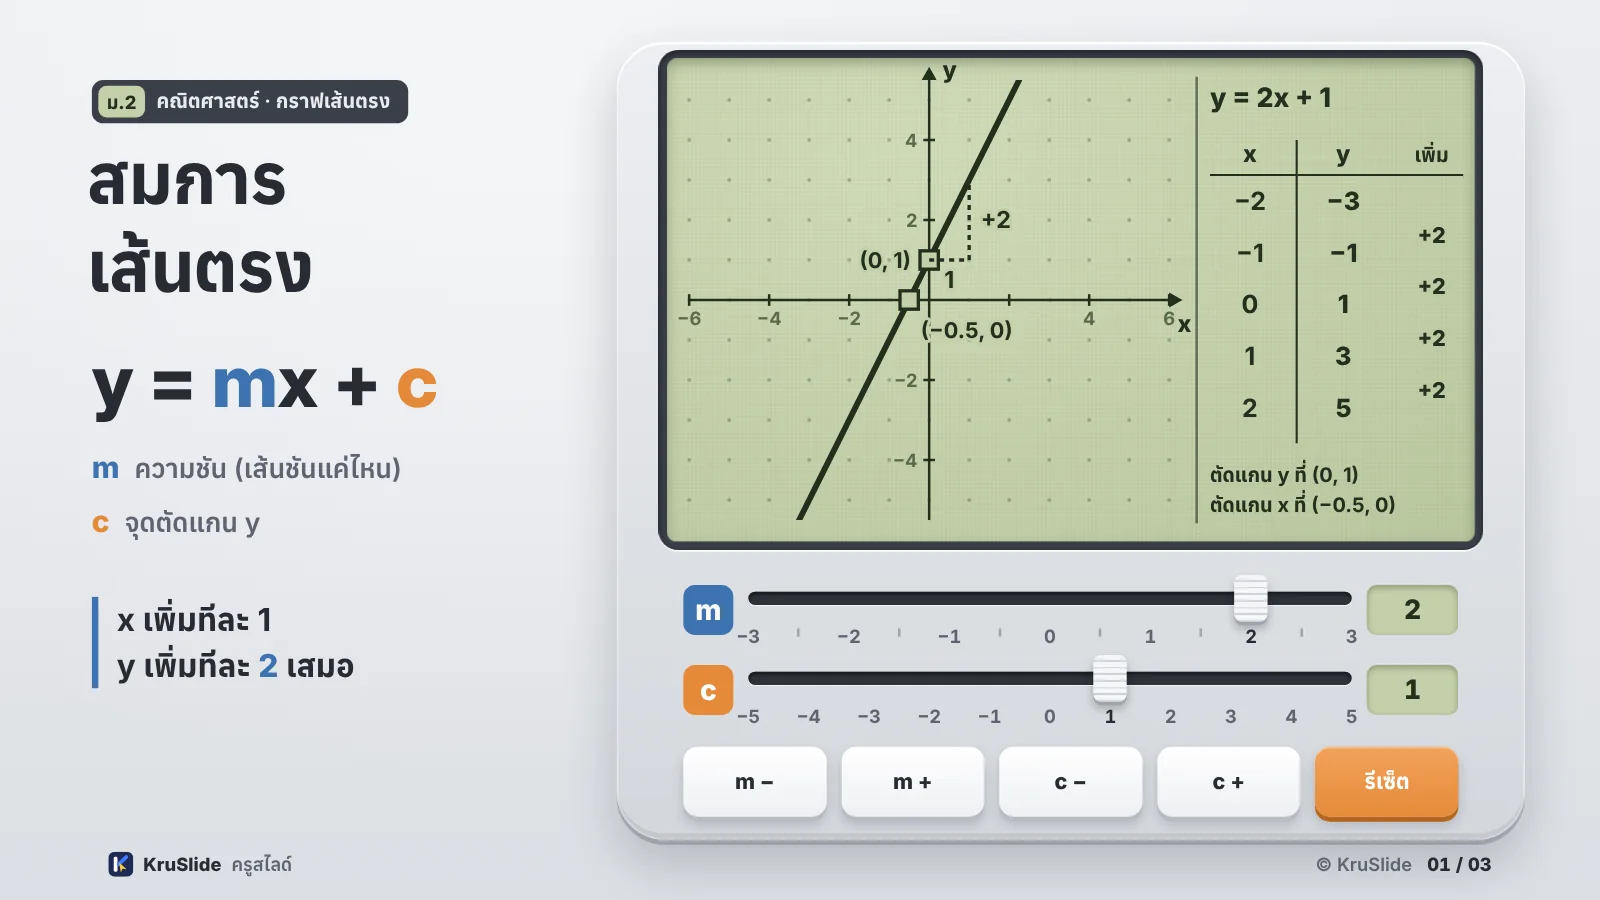 ม.2 คณิตศาสตร์ · กราฟเส้นตรง
สมการ
เส้นตรง
y = mx + c
m ความชัน (เส้นชันแค่ไหน)
c จุดตัดแกน y
x เพิ่มทีละ 1
y เพิ่มทีละ 2 เสมอ
y
4
2
+2
(0, 1)
1
−6 −4 −2 4 6 x
(−0.5, 0)
−2
−4
y = 2x + 1
x y เพิ่ม
−2 −3
+2
−1 −1
+2
0 1
+2
1 3
+2
2 5
ตัดแกน y ที่ (0, 1)
ตัดแกน x ที่ (−0.5, 0)
m 2
−3 −2 −1 0 1 2 3
c 1
−5 −4 −3 −2 −1 0 1 2 3 4 5
m − m + c − c + รีเซ็ต
KruSlide ครูสไลด์
© KruSlide 01 / 03